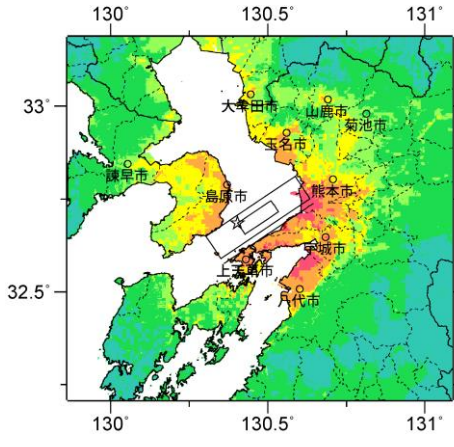 130° 130.5° 131°
33°
大牟田市
山鹿市
菊池市
玉名市
諫早市
島原市
熊本市
宇城市
上天草市
32.5°
八代市
130° 130.5° 131°